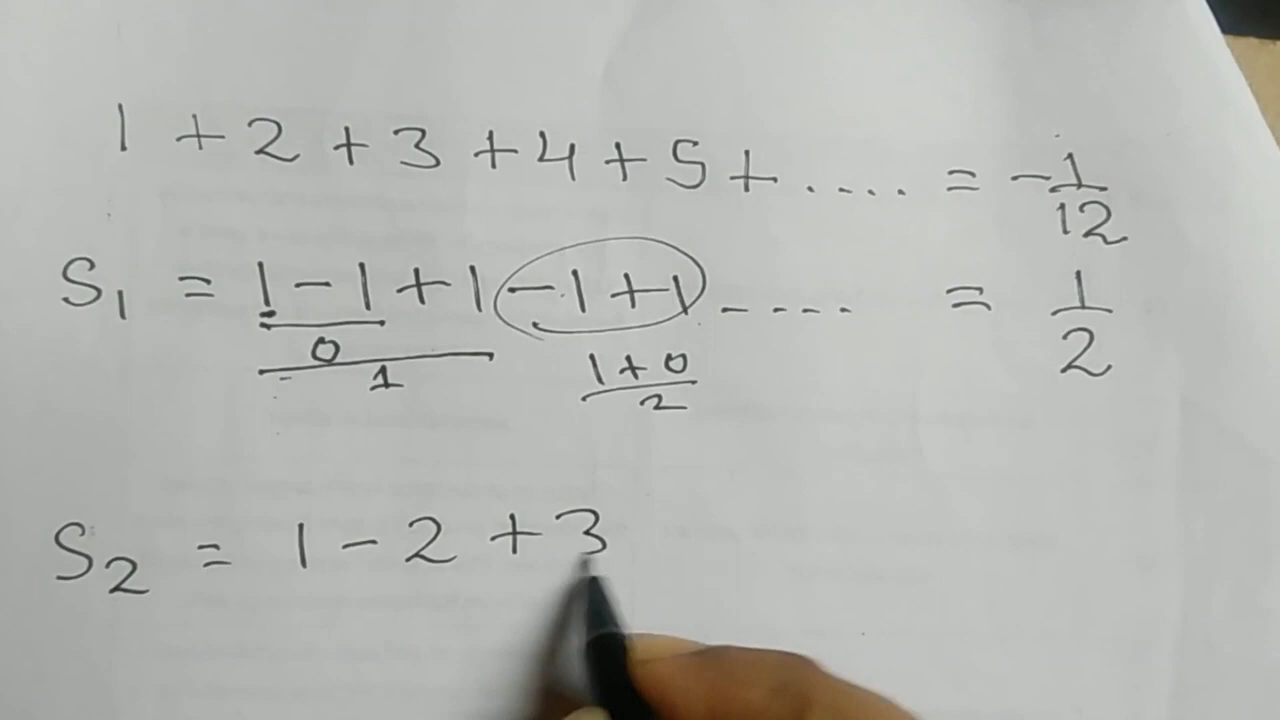 1 + 2 + 3 + 4 + 5 + .... = -1/12
S1 = 1 - 1 + 1 - 1 + 1 ---- = 1/2
0
1
1 + 0/2
S2 = 1 - 2 + 3